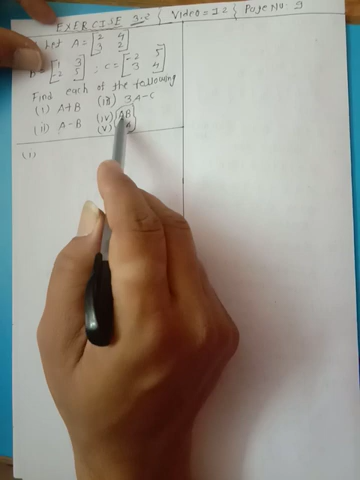 EXERCISE 3.2 { Video = 12 { Page No: 9
Let A = [2 4
3 2]
[1 3
-2 5] ; C = [-2 5
3 4]
Find each of the following
(i) A+B (iii) 3A-C
(ii) A-B (iv) AB
(v)
(i)